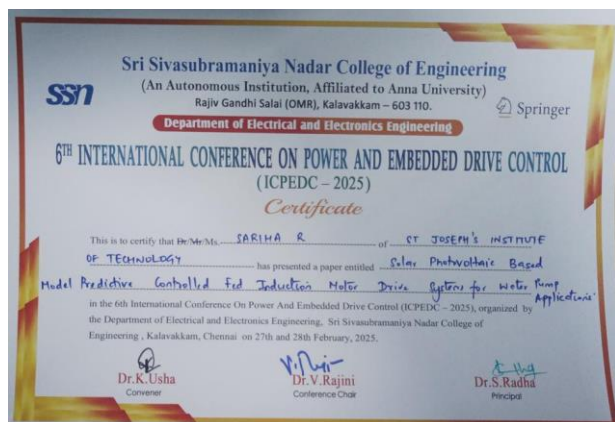 Sri Sivasubramaniya Nadar College of Engineering
ssn
(An Autonomous Institution, Affiliated to Anna University)
Rajiv Gandhi Salai (OMR), Kalavakkam – 603 110.
Springer
Department of Electrical and Electronics Engineering
6TH INTERNATIONAL CONFERENCE ON POWER AND EMBEDDED DRIVE CONTROL
(ICPEDC – 2025)
Certificate
This is to certify that Dr/Mr/Ms. SARIHA R of ST JOSEPH'S INSTITUTE
OF TECHNOLOGY has presented a paper entitled Solar Photovoltaic Based
Model Predictive Controlled Fed Induction Motor Drive System for Water Pump
Applications'
in the 6th International Conference On Power And Embedded Drive Control (ICPEDC – 2025), organized by
the Department of Electrical and Electronics Engineering, Sri Sivasubramaniya Nadar College of
Engineering , Kalavakkam, Chennai on 27th and 28th February, 2025.
V. Rajini
Dr.K.Usha
Dr.V.Rajini
Dr.S.Radha
Convener
Conference Chair
Principal